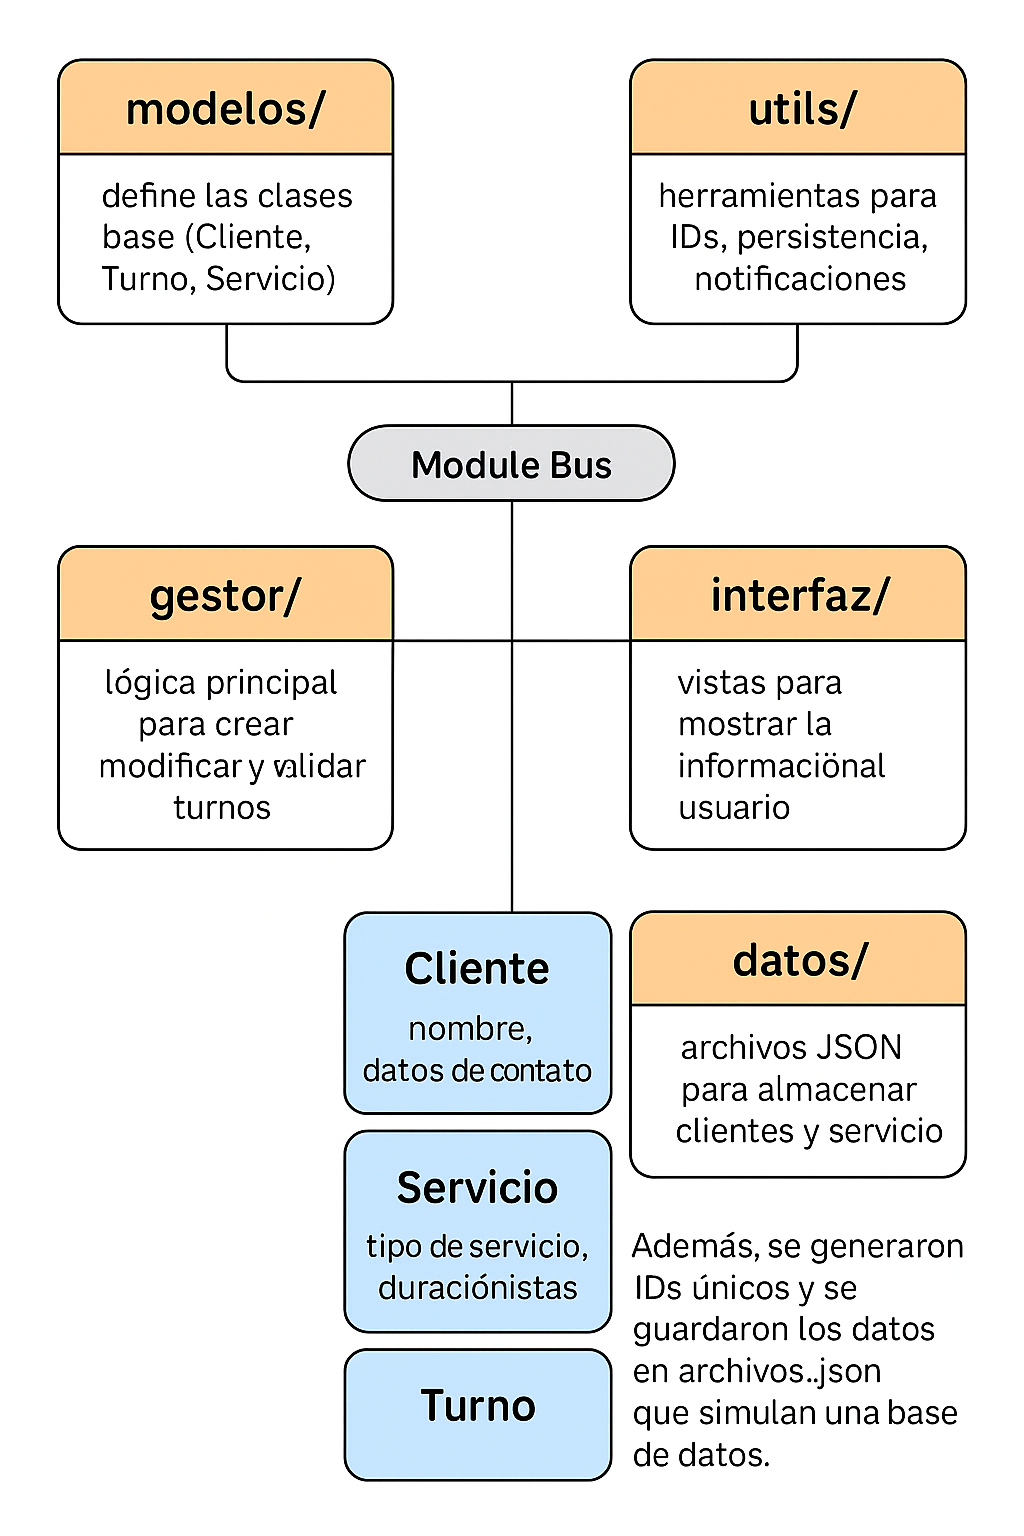 modelos/
define las clases
base (Cliente,
Turno, Servicio)
utils/
herramientas para
IDs, persistencia,
notificaciones
Module Bus
gestor/
lógica principal
para crear
modificar y validar
turnos
interfaz/
vistas para
mostrar la
informaciönal
usuario
Cliente
nombre,
datos de contato
Servicio
tipo de servicio,
duraciónistas
Turno
datos/
archivos JSON
para almacenar
clientes y servicio
Además, se generaron
IDs únicos y se
guardaron los datos
en archivos..json
que simulan una base
de datos.